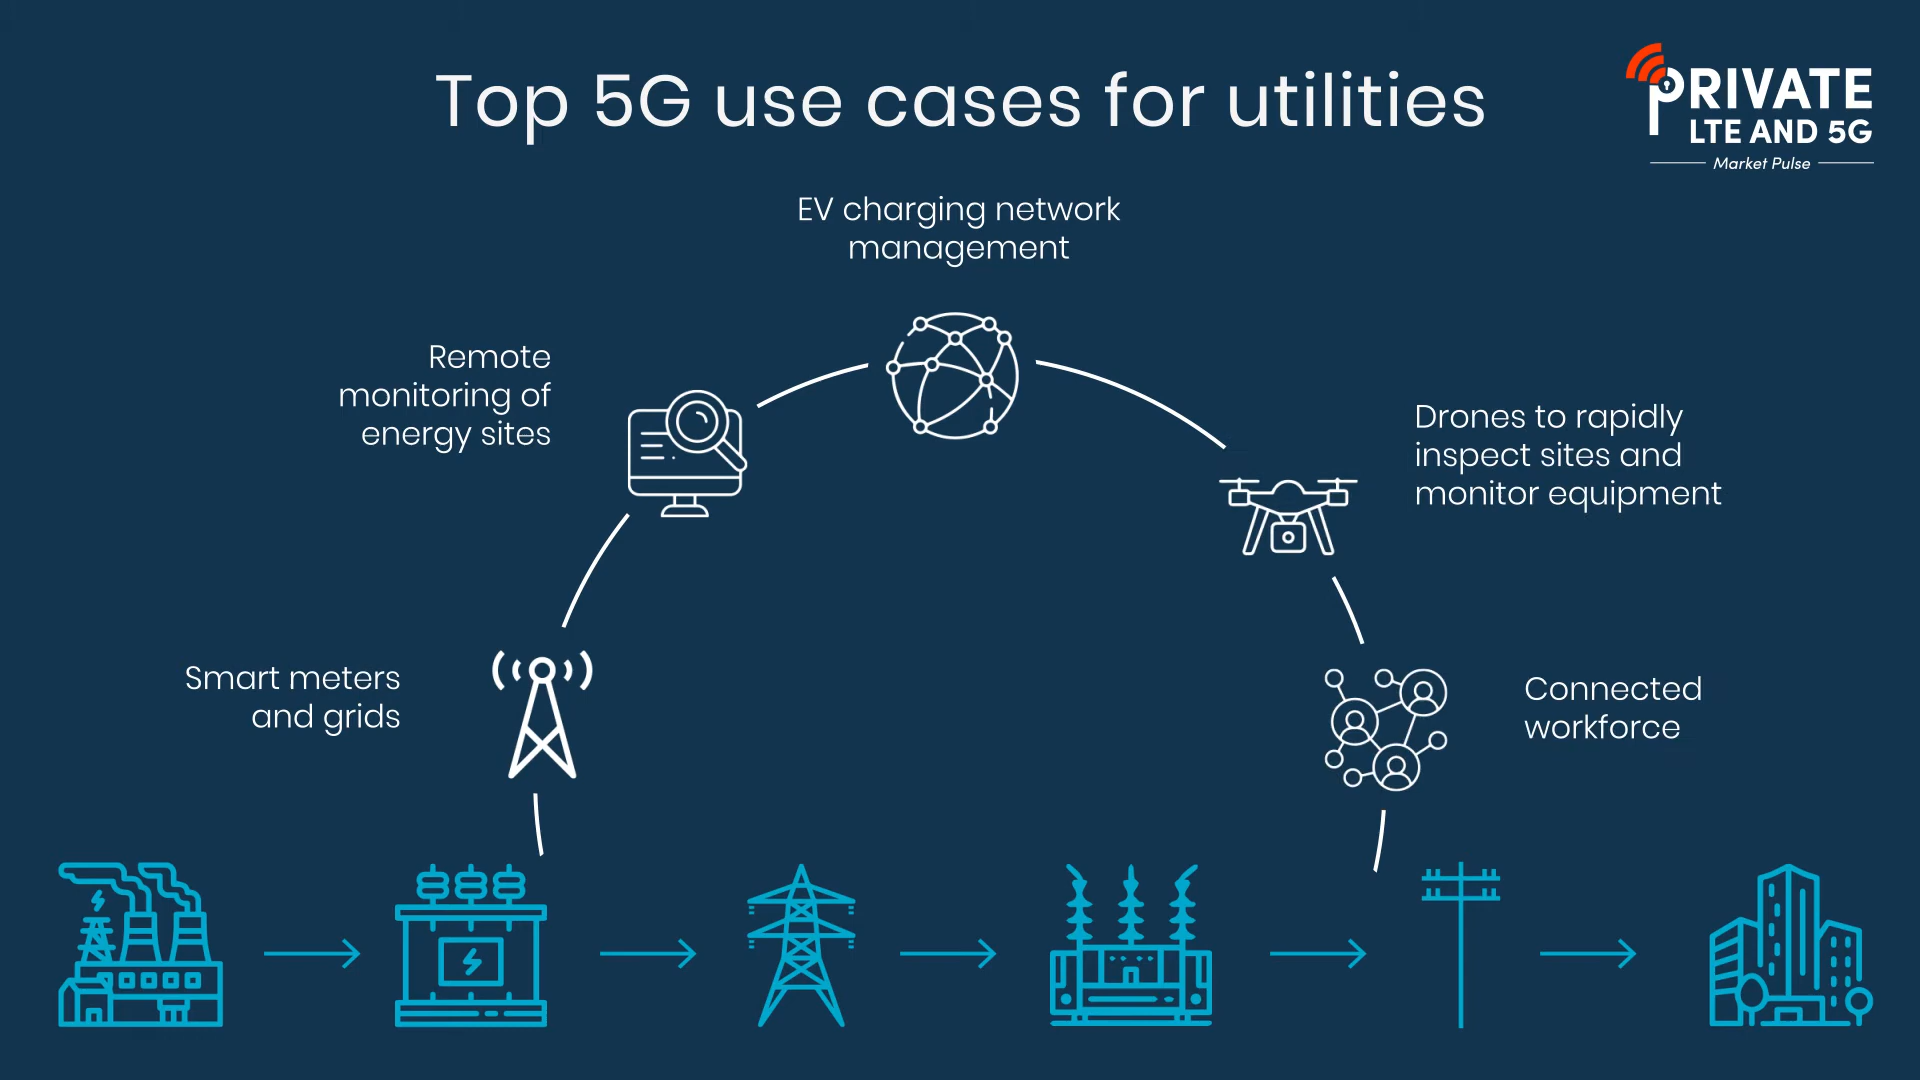 Top 5G use cases for utilities
PRIVATE
LTE AND 5G
Market Pulse
EV charging network
management
Remote
monitoring of
energy sites
Drones to rapidly
inspect sites and
monitor equipment
Smart meters
and grids
Connected
workforce